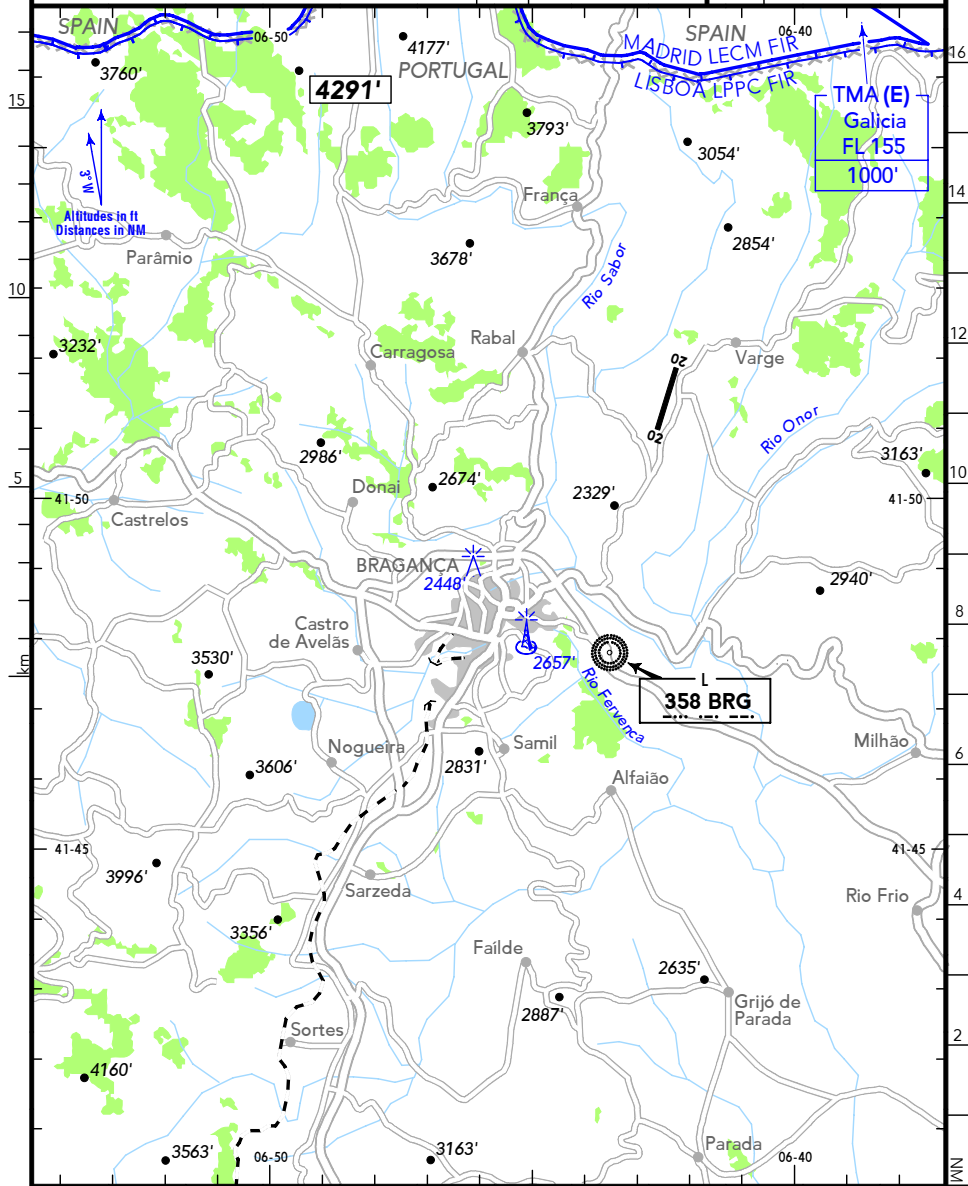 SPAIN
06-50
4177'
SPAIN
06-40
MADRID LECM FIR
16
3760'
PORTUGAL
LISBOA LPPC FIR
4291'
15
TMA (E)
Galicia
FL 155
1000'
3793'
3054'
3° W
França
14
Altitudes in ft
Distances in NM
Parâmio
3678'
2854'
Rio Sabor
10
Rabal
12
3232'
Carragosa
20
Varge
02
Rio Onor
2986'
3163'
5
2674'
10
Donai
2329'
41-50
41-50
Castrelos
BRAGANÇA
2448'
2940'
8
Castro
de Avelãs
km
3530'
2657'
Rio Fervença
L
358 BRG
Nogueira
Samil
Milhão
3606'
2831'
6
Alfaião
41-45
41-45
3996'
Sarzeda
Rio Frio
4
3356'
Faílde
2635'
2887'
Grijó de
Parada
Sortes
2
4160'
3563'
06-50
3163'
Parada
06-40
NM